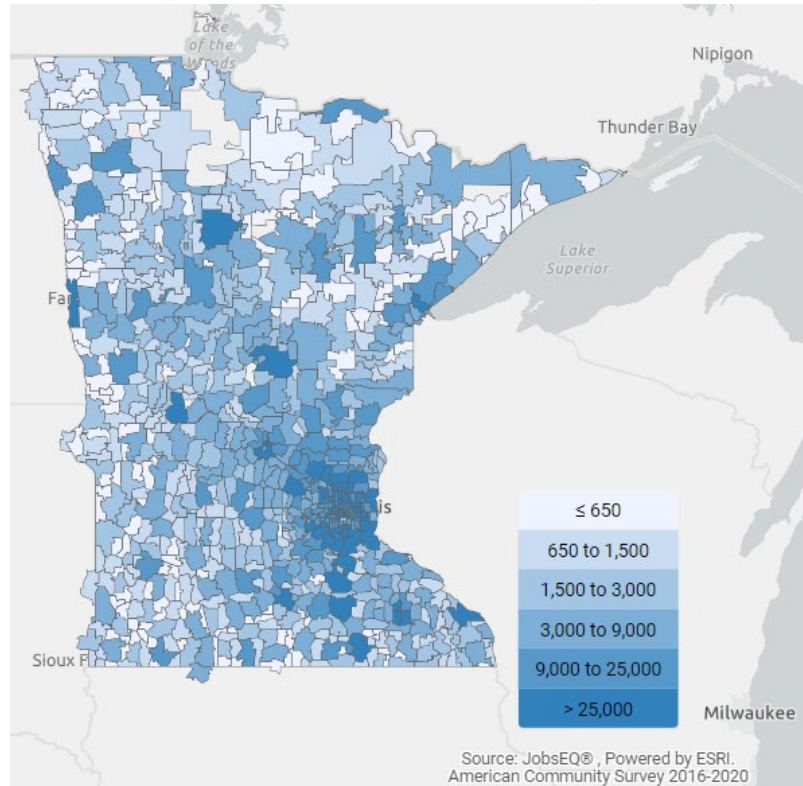 Lake
of the
Woods
Nipigon
Thunder Bay
Lake
Superior
Far
is
≤ 650
650 to 1,500
1,500 to 3,000
3,000 to 9,000
9,000 to 25,000
> 25,000
Sioux F
Milwaukee
Source: JobsEQ® , Powered by ESRI.
American Community Survey 2016-2020